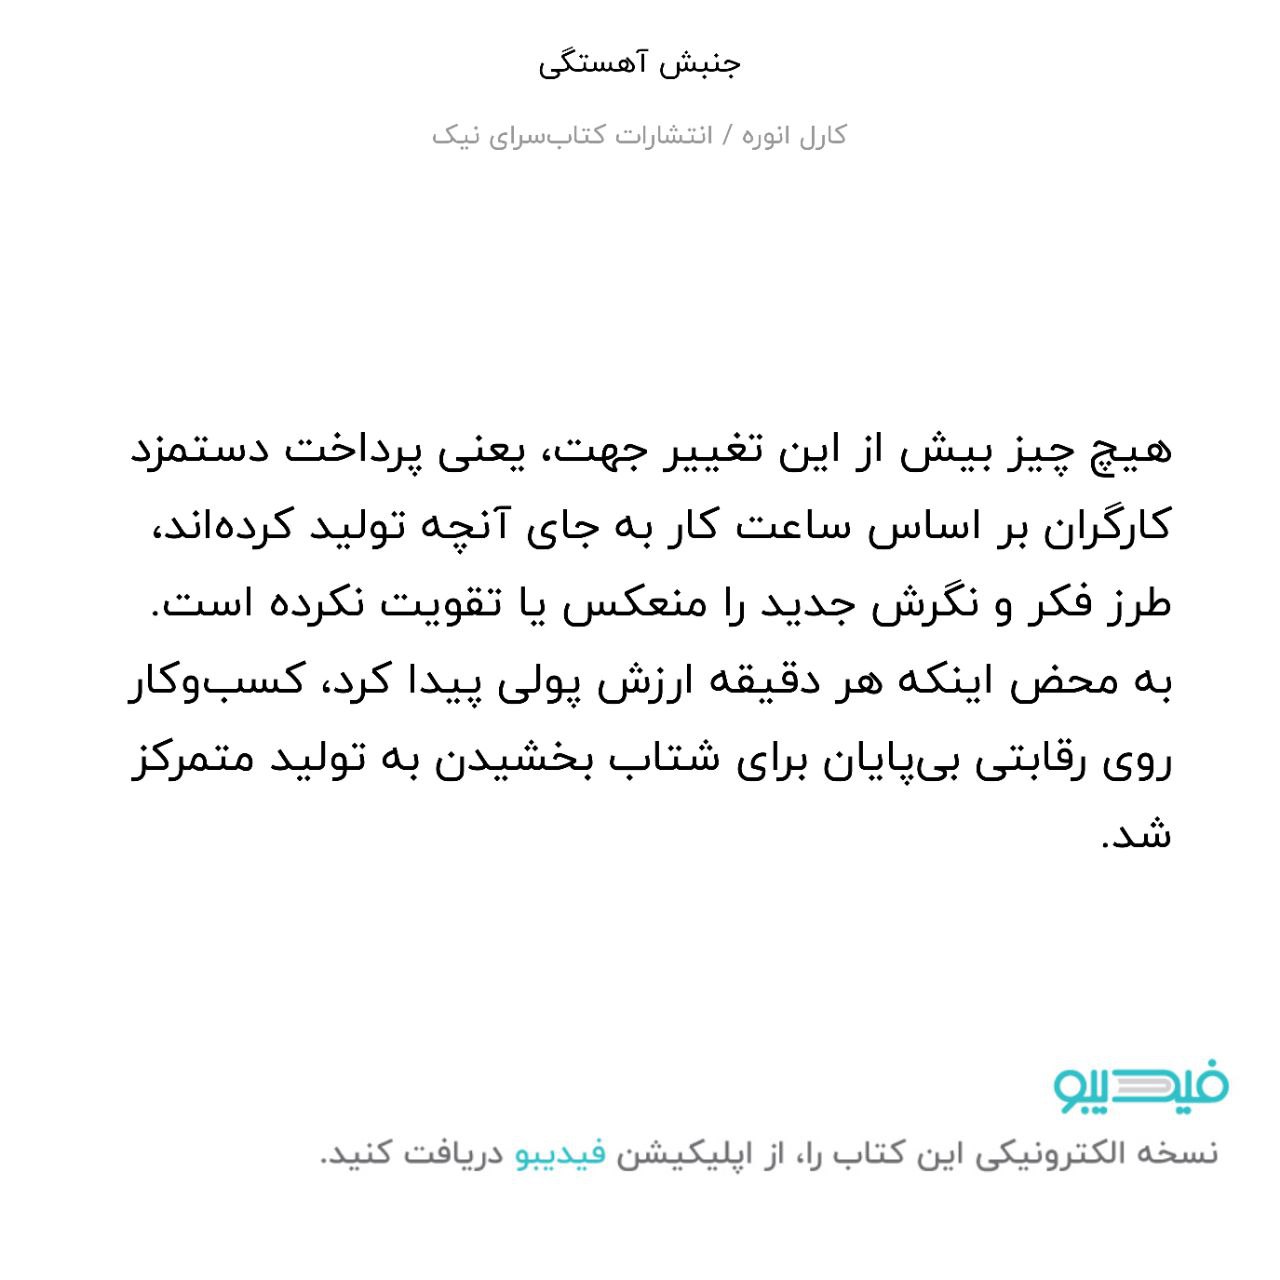 جنبش آهستگی
کارل انوره / انتشارات کتاب‌سرای نیک
هیچ چیز بیش از این تغییر جهت، یعنی پرداخت دستمزد
کارگران بر اساس ساعت کار به جای آنچه تولید کرده‌اند،
طرز فکر و نگرش جدید را منعکس یا تقویت نکرده است.
به محض اینکه هر دقیقه ارزش پولی پیدا کرد، کسب‌وکار
روی رقابتی بی‌پایان برای شتاب بخشیدن به تولید متمرکز
شد.
فیدیبو
نسخه الکترونیکی این کتاب را، از اپلیکیشن فیدیبو دریافت کنید.